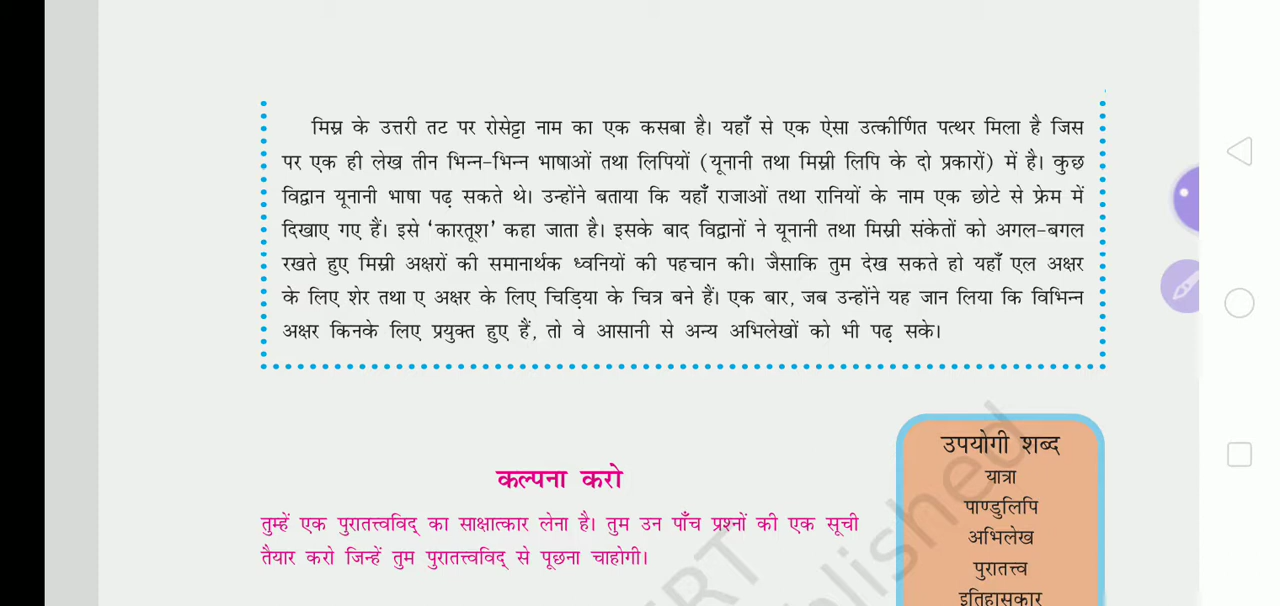 मिस्र के उत्तरी तट पर रोसेट्टा नाम का एक कसबा है। यहाँ से एक ऐसा उत्कीर्णित पत्थर मिला है जिस
पर एक ही लेख तीन भिन्न-भिन्न भाषाओं तथा लिपियों (यूनानी तथा मिस्री लिपि के दो प्रकारों) में है। कुछ
विद्वान यूनानी भाषा पढ़ सकते थे। उन्होंने बताया कि यहाँ राजाओं तथा रानियों के नाम एक छोटे से फ्रेम में
दिखाए गए हैं। इसे ‘कारतूश’ कहा जाता है। इसके बाद विद्वानों ने यूनानी तथा मिस्री संकेतों को अगल-बगल
रखते हुए मिस्री अक्षरों की समानार्थक ध्वनियों की पहचान की। जैसाकि तुम देख सकते हो यहाँ एल अक्षर
के लिए शेर तथा ए अक्षर के लिए चिड़िया के चित्र बने हैं। एक बार, जब उन्होंने यह जान लिया कि विभिन्न
अक्षर किनके लिए प्रयुक्त हुए हैं, तो वे आसानी से अन्य अभिलेखों को भी पढ़ सके।
कल्पना करो
तुम्हें एक पुरातत्त्वविद् का साक्षात्कार लेना है। तुम उन पाँच प्रश्नों की एक सूची
तैयार करो जिन्हें तुम पुरातत्त्वविद् से पूछना चाहोगी।
उपयोगी शब्द
यात्रा
पाण्डुलिपि
अभिलेख
पुरातत्त्व
इतिहासकार